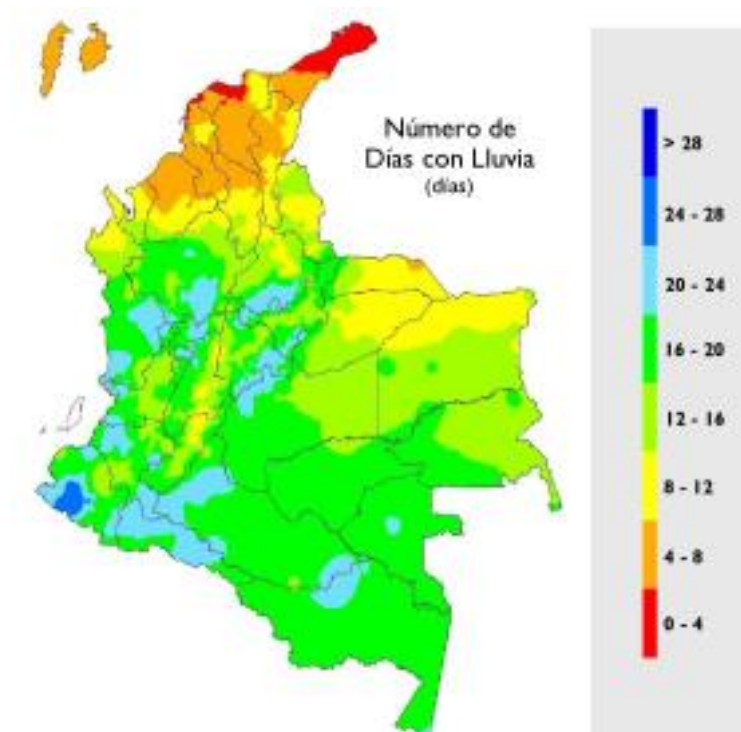 Número de
Días con Lluvia
(días)
> 28
24 - 28
20 - 24
16 - 20
12 - 16
8 - 12
4 - 8
0 - 4